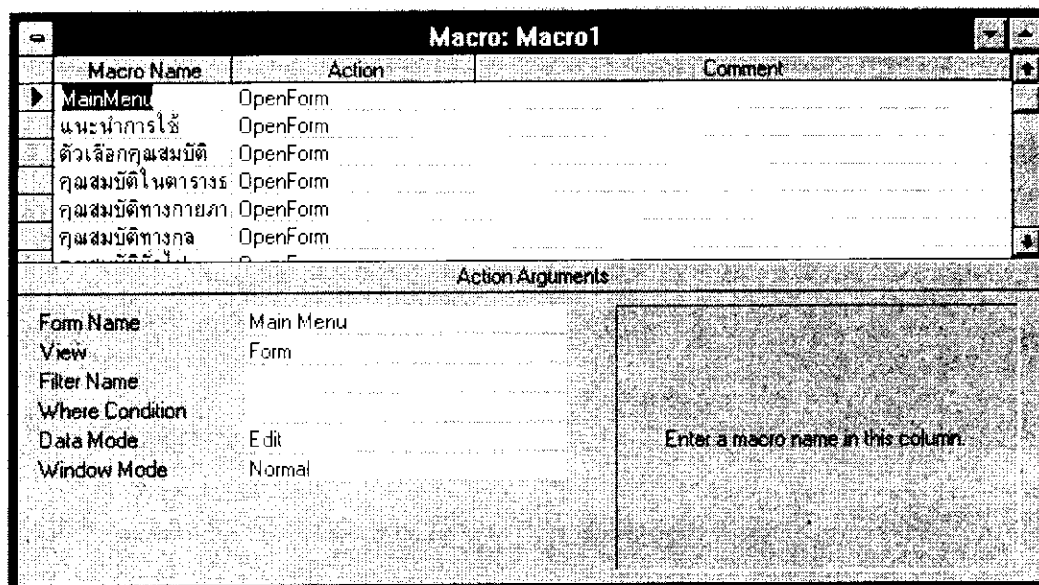 Macro: Macro1
Macro Name Action Comment
MainMenu OpenForm
แนะนำการใช้ OpenForm
ตัวเลือกคุณสมบัติ OpenForm
คุณสมบัติในตารางธ OpenForm
คุณสมบัติทางกายภา OpenForm
คุณสมบัติทางกล OpenForm
Action Arguments
Form Name Main Menu
View Form
Filter Name
Where Condition
Data Mode Edit
Window Mode Normal
Enter a macro name in this column.